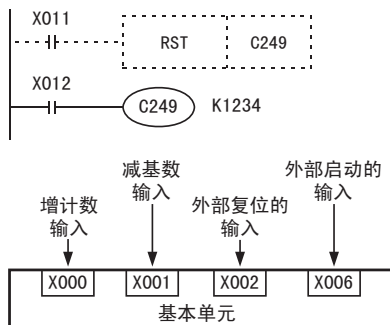 X011
RST C249
X012
C249 K1234
增计数
输入
减基数
输入
外部复位的
输入
外部启动的
输入
X000 X001 X002 X006
基本单元